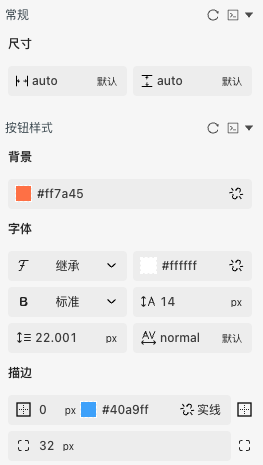 常规
尺寸
auto 默认 auto 默认
按钮样式
背景
#ff7a45
字体
继承 #ffffff
B 标准 A 14 px
22.001 px AV normal 默认
描边
0 px #40a9ff 实线
32 px